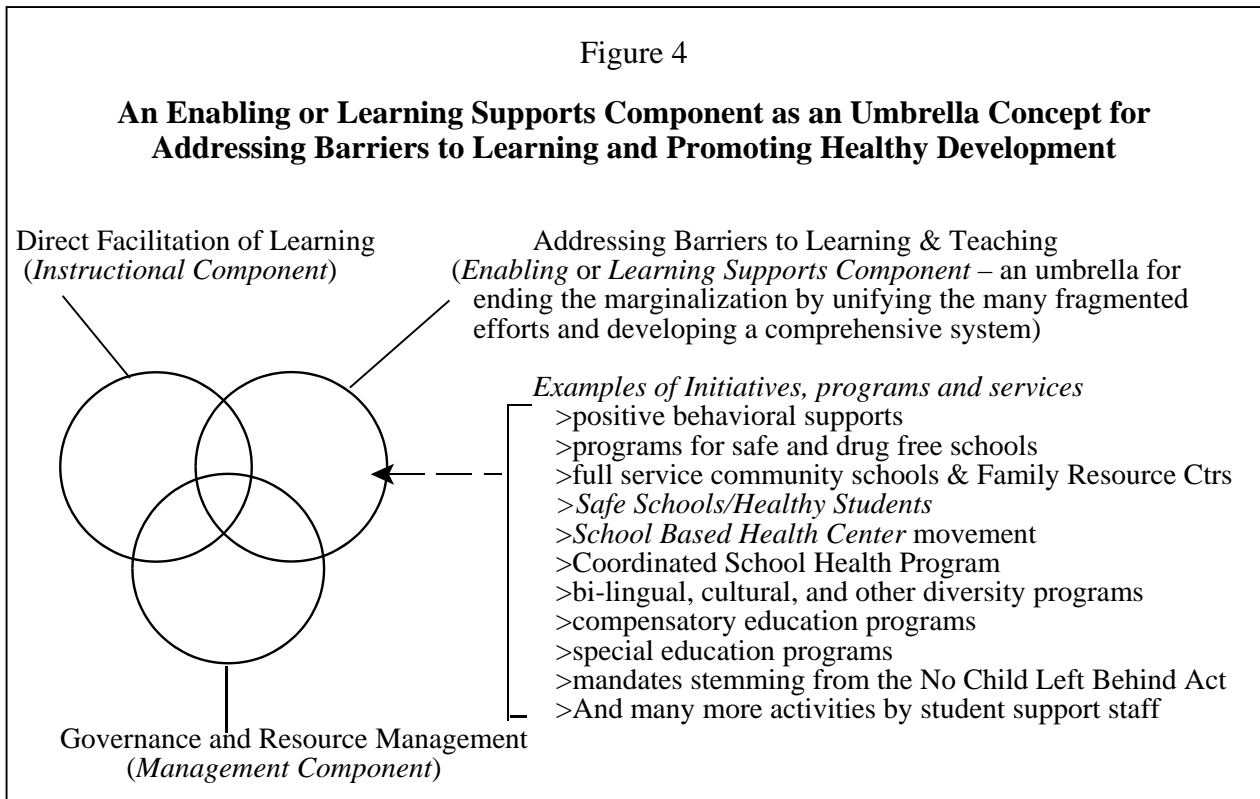 Figure 4
An Enabling or Learning Supports Component as an Umbrella Concept for
Addressing Barriers to Learning and Promoting Healthy Development
Direct Facilitation of Learning
(Instructional Component)
Addressing Barriers to Learning & Teaching
(Enabling or Learning Supports Component – an umbrella for
ending the marginalization by unifying the many fragmented
efforts and developing a comprehensive system)
Examples of Initiatives, programs and services
>positive behavioral supports
>programs for safe and drug free schools
>full service community schools & Family Resource Ctrs
>Safe Schools/Healthy Students
>School Based Health Center movement
>Coordinated School Health Program
>bi-lingual, cultural, and other diversity programs
>compensatory education programs
>special education programs
>mandates stemming from the No Child Left Behind Act
>And many more activities by student support staff
Governance and Resource Management
(Management Component)